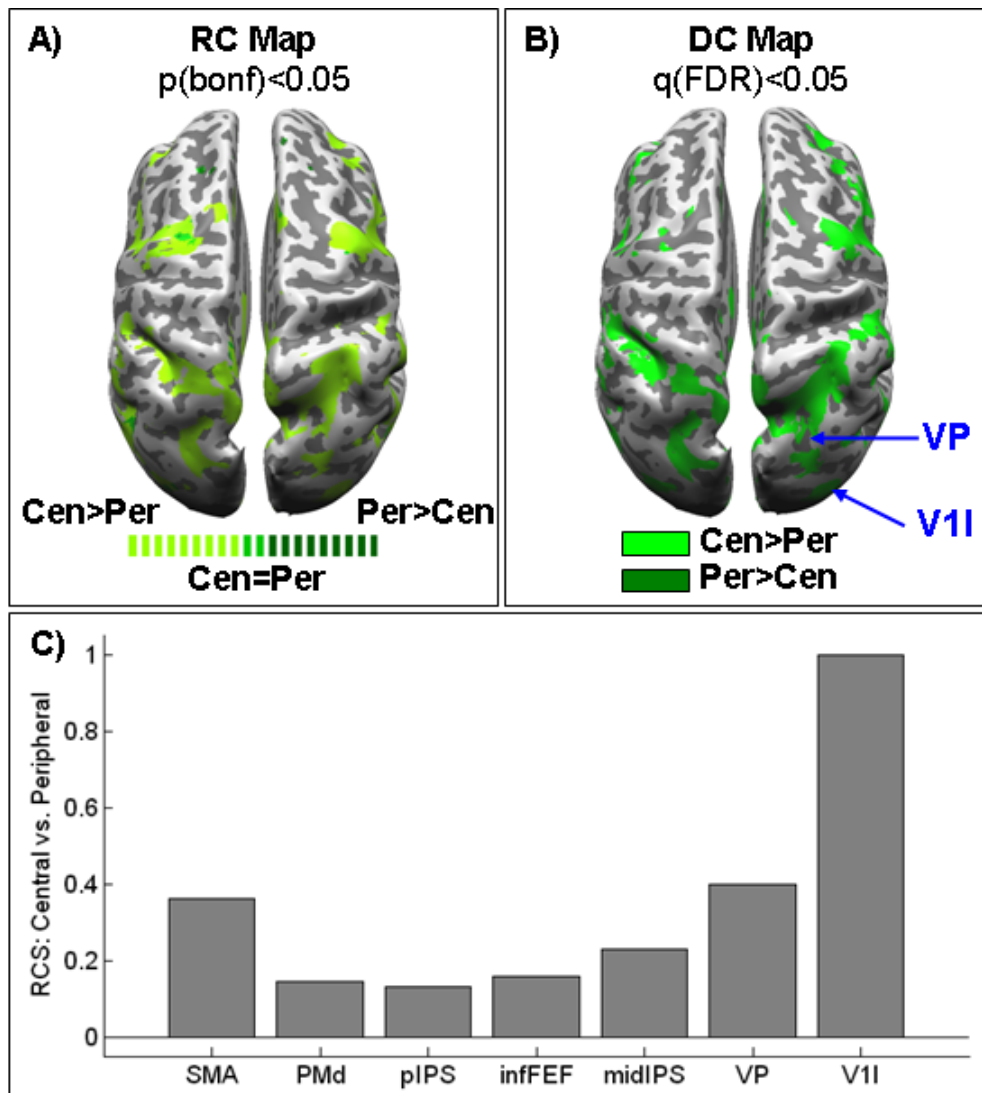 A) RC Map
p(bonf)<0.05
Cen>Per Per>Cen
Cen=Per
B) DC Map
q(FDR)<0.05
VP
V1l
Cen>Per
Per>Cen
C)
RCS: Central vs. Peripheral
1
0.8
0.6
0.4
0.2
0
SMA PMd pIPS infFEF midIPS VP V1l